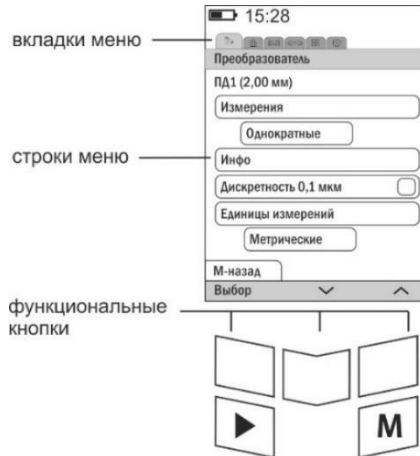 15:28
вкладки меню
Преобразователь
ПД1 (2,00 мм)
Измерения
Однократные
строки меню
Инфо
Дискретность 0,1 мкм
Единицы измерений
Метрические
М-назад
Выбор
функциональные
кнопки
М